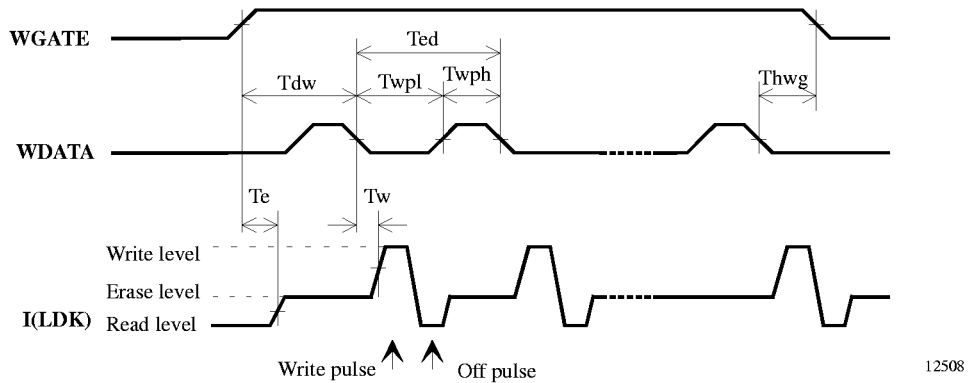 WGATE
Ted
Tdw
Twpl
Twph
Thwg
WDATA
Te
Tw
Write level
Erase level
I(LDK) Read level
Write pulse
Off pulse
12508